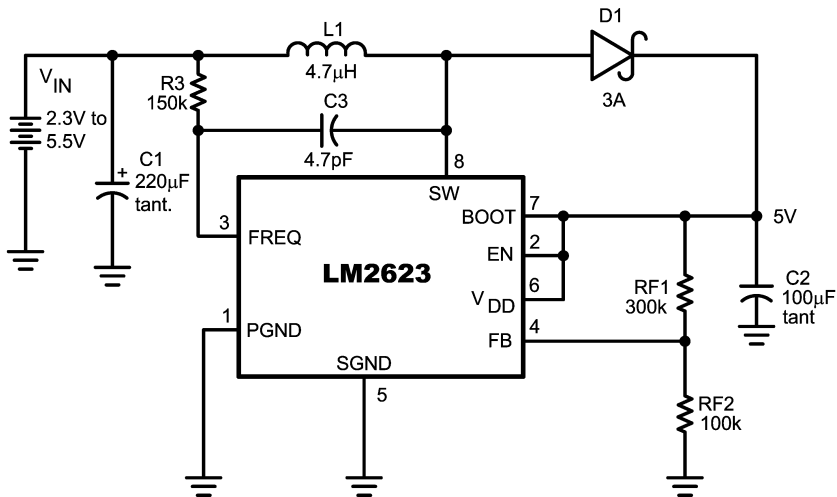 L1
4.7µH
D1
3A
VIN
2.3V to
5.5V
R3
150k
C3
4.7pF
C1
+
220µF
tant.
8
SW
3
FREQ
BOOT
7
5V
EN
2
LM2623
VDD
6
RF1
300k
C2
100µF
tant
1
PGND
FB
4
SGND
5
RF2
100k